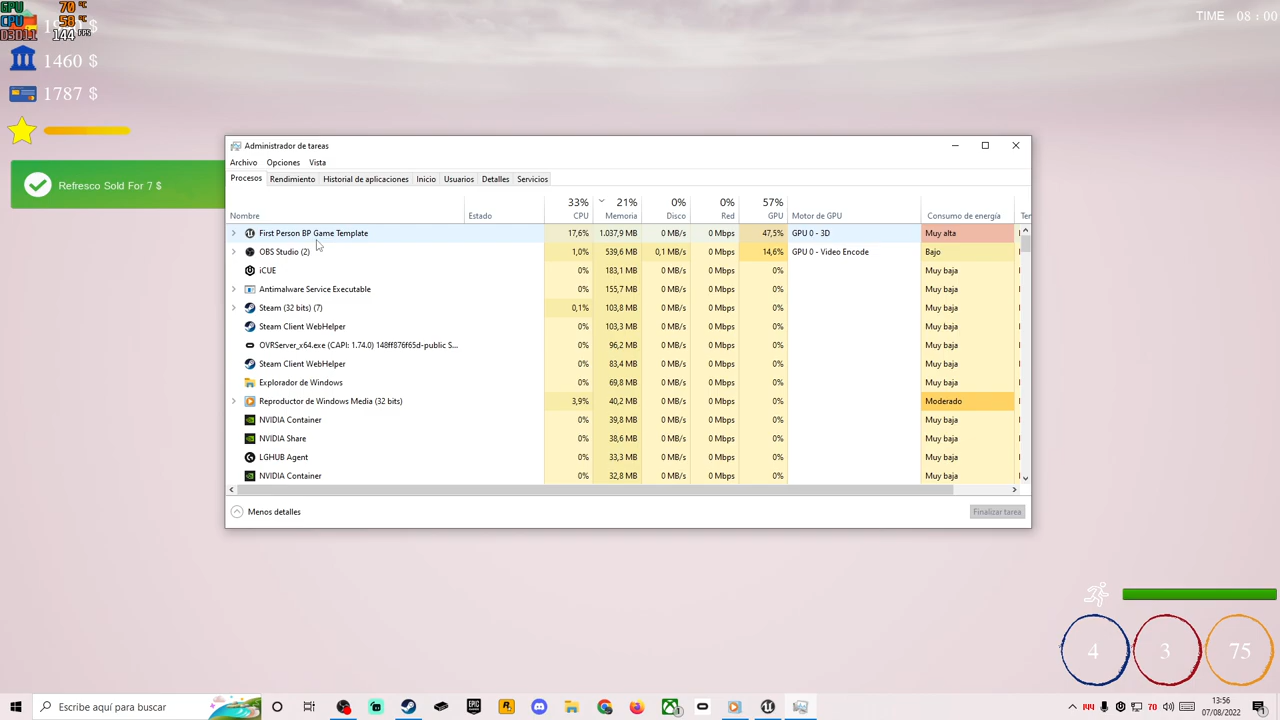 GPU 70 °C
CPU 58 °C
D3D11 144 FPS
$
1460 $
1787 $
TIME 08 : 00
Refresco Sold For 7 $
Administrador de tareas
Archivo Opciones Vista
Procesos Rendimiento Historial de aplicaciones Inicio Usuarios Detalles Servicios
33% 21% 0% 0% 57%
Nombre Estado CPU Memoria Disco Red GPU Motor de GPU Consumo de energía
First Person BP Game Template 17,6% 1.037,9 MB 0 MB/s 0 Mbps 47,5% GPU 0 - 3D Muy alta
OBS Studio (2) 1,0% 539,6 MB 0,1 MB/s 0 Mbps 14,6% GPU 0 - Video Encode Bajo
iCUE 0% 183,1 MB 0 MB/s 0 Mbps 0% Muy baja
Antimalware Service Executable 0% 155,7 MB 0 MB/s 0 Mbps 0% Muy baja
Steam (32 bits) (7) 0,1% 103,8 MB 0 MB/s 0 Mbps 0% Muy baja
Steam Client WebHelper 0% 103,3 MB 0 MB/s 0 Mbps 0% Muy baja
OVRServer_x64.exe (CAPI: 1.74.0) 148ff876f65d-public S... 0% 96,2 MB 0 MB/s 0 Mbps 0% Muy baja
Steam Client WebHelper 0% 83,4 MB 0 MB/s 0 Mbps 0% Muy baja
Explorador de Windows 0% 69,8 MB 0 MB/s 0 Mbps 0% Muy baja
Reproductor de Windows Media (32 bits) 3,9% 40,2 MB 0 MB/s 0 Mbps 0% Moderado
NVIDIA Container 0% 39,8 MB 0 MB/s 0 Mbps 0% Muy baja
NVIDIA Share 0% 38,6 MB 0 MB/s 0 Mbps 0% Muy baja
LGHUB Agent 0% 33,3 MB 0 MB/s 0 Mbps 0% Muy baja
NVIDIA Container 0% 32,8 MB 0 MB/s 0 Mbps 0% Muy baja
Menos detalles Finalizar tarea
4 3 75
Escribe aquí para buscar
144 70
13:56
07/08/2022